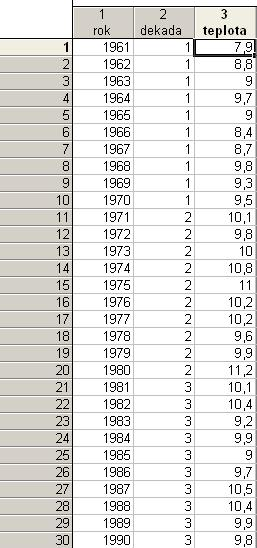 1 2 3
rok dekada teplota
1 1961 1 7,9
2 1962 1 8,8
3 1963 1 9
4 1964 1 9,7
5 1965 1 9
6 1966 1 8,4
7 1967 1 8,7
8 1968 1 9,8
9 1969 1 9,3
10 1970 1 9,5
11 1971 2 10,1
12 1972 2 9,8
13 1973 2 10
14 1974 2 10,8
15 1975 2 11
16 1976 2 10,2
17 1977 2 10,2
18 1978 2 9,6
19 1979 2 9,9
20 1980 2 11,2
21 1981 3 10,1
22 1982 3 10,4
23 1983 3 9,2
24 1984 3 9,9
25 1985 3 9
26 1986 3 9,7
27 1987 3 10,5
28 1988 3 10,4
29 1989 3 9,9
30 1990 3 9,8